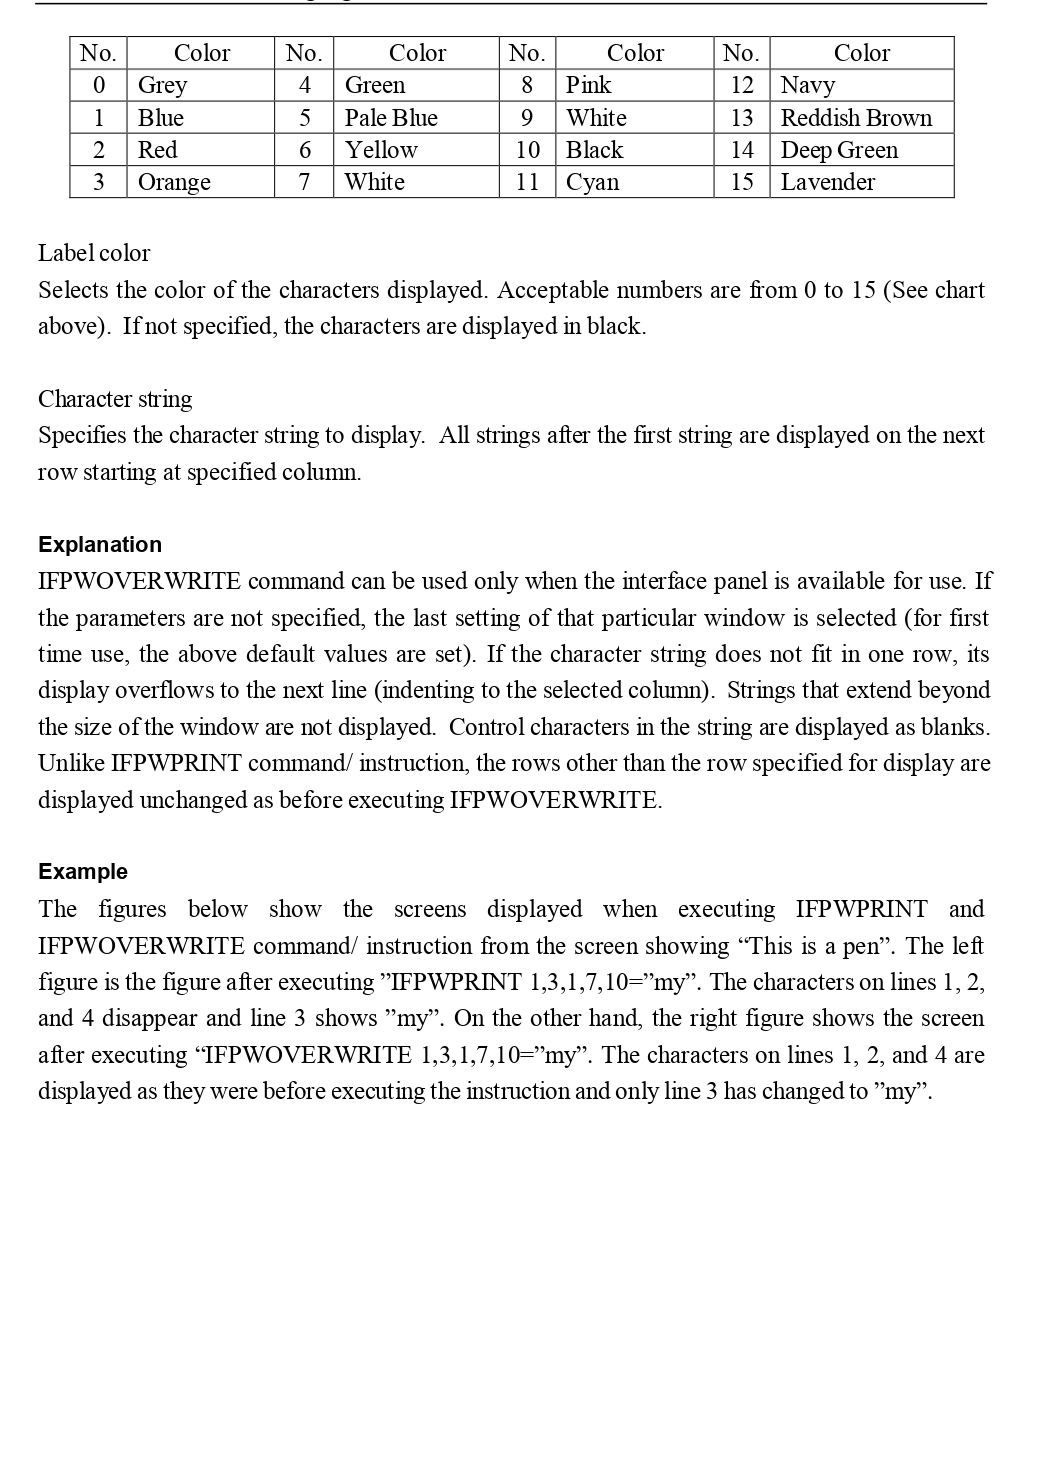 No. Color No. Color No. Color No. Color
0 Grey 4 Green 8 Pink 12 Navy
1 Blue 5 Pale Blue 9 White 13 Reddish Brown
2 Red 6 Yellow 10 Black 14 Deep Green
3 Orange 7 White 11 Cyan 15 Lavender
Label color
Selects the color of the characters displayed. Acceptable numbers are from 0 to 15 (See chart
above). If not specified, the characters are displayed in black.
Character string
Specifies the character string to display. All strings after the first string are displayed on the next
row starting at specified column.
Explanation
IFPWOVERWRITE command can be used only when the interface panel is available for use. If
the parameters are not specified, the last setting of that particular window is selected (for first
time use, the above default values are set). If the character string does not fit in one row, its
display overflows to the next line (indenting to the selected column). Strings that extend beyond
the size of the window are not displayed. Control characters in the string are displayed as blanks.
Unlike IFPWPRINT command/ instruction, the rows other than the row specified for display are
displayed unchanged as before executing IFPWOVERWRITE.
Example
The figures below show the screens displayed when executing IFPWPRINT and
IFPWOVERWRITE command/ instruction from the screen showing “This is a pen”. The left
figure is the figure after executing ”IFPWPRINT 1,3,1,7,10=”my”. The characters on lines 1, 2,
and 4 disappear and line 3 shows ”my”. On the other hand, the right figure shows the screen
after executing “IFPWOVERWRITE 1,3,1,7,10=”my”. The characters on lines 1, 2, and 4 are
displayed as they were before executing the instruction and only line 3 has changed to ”my”.